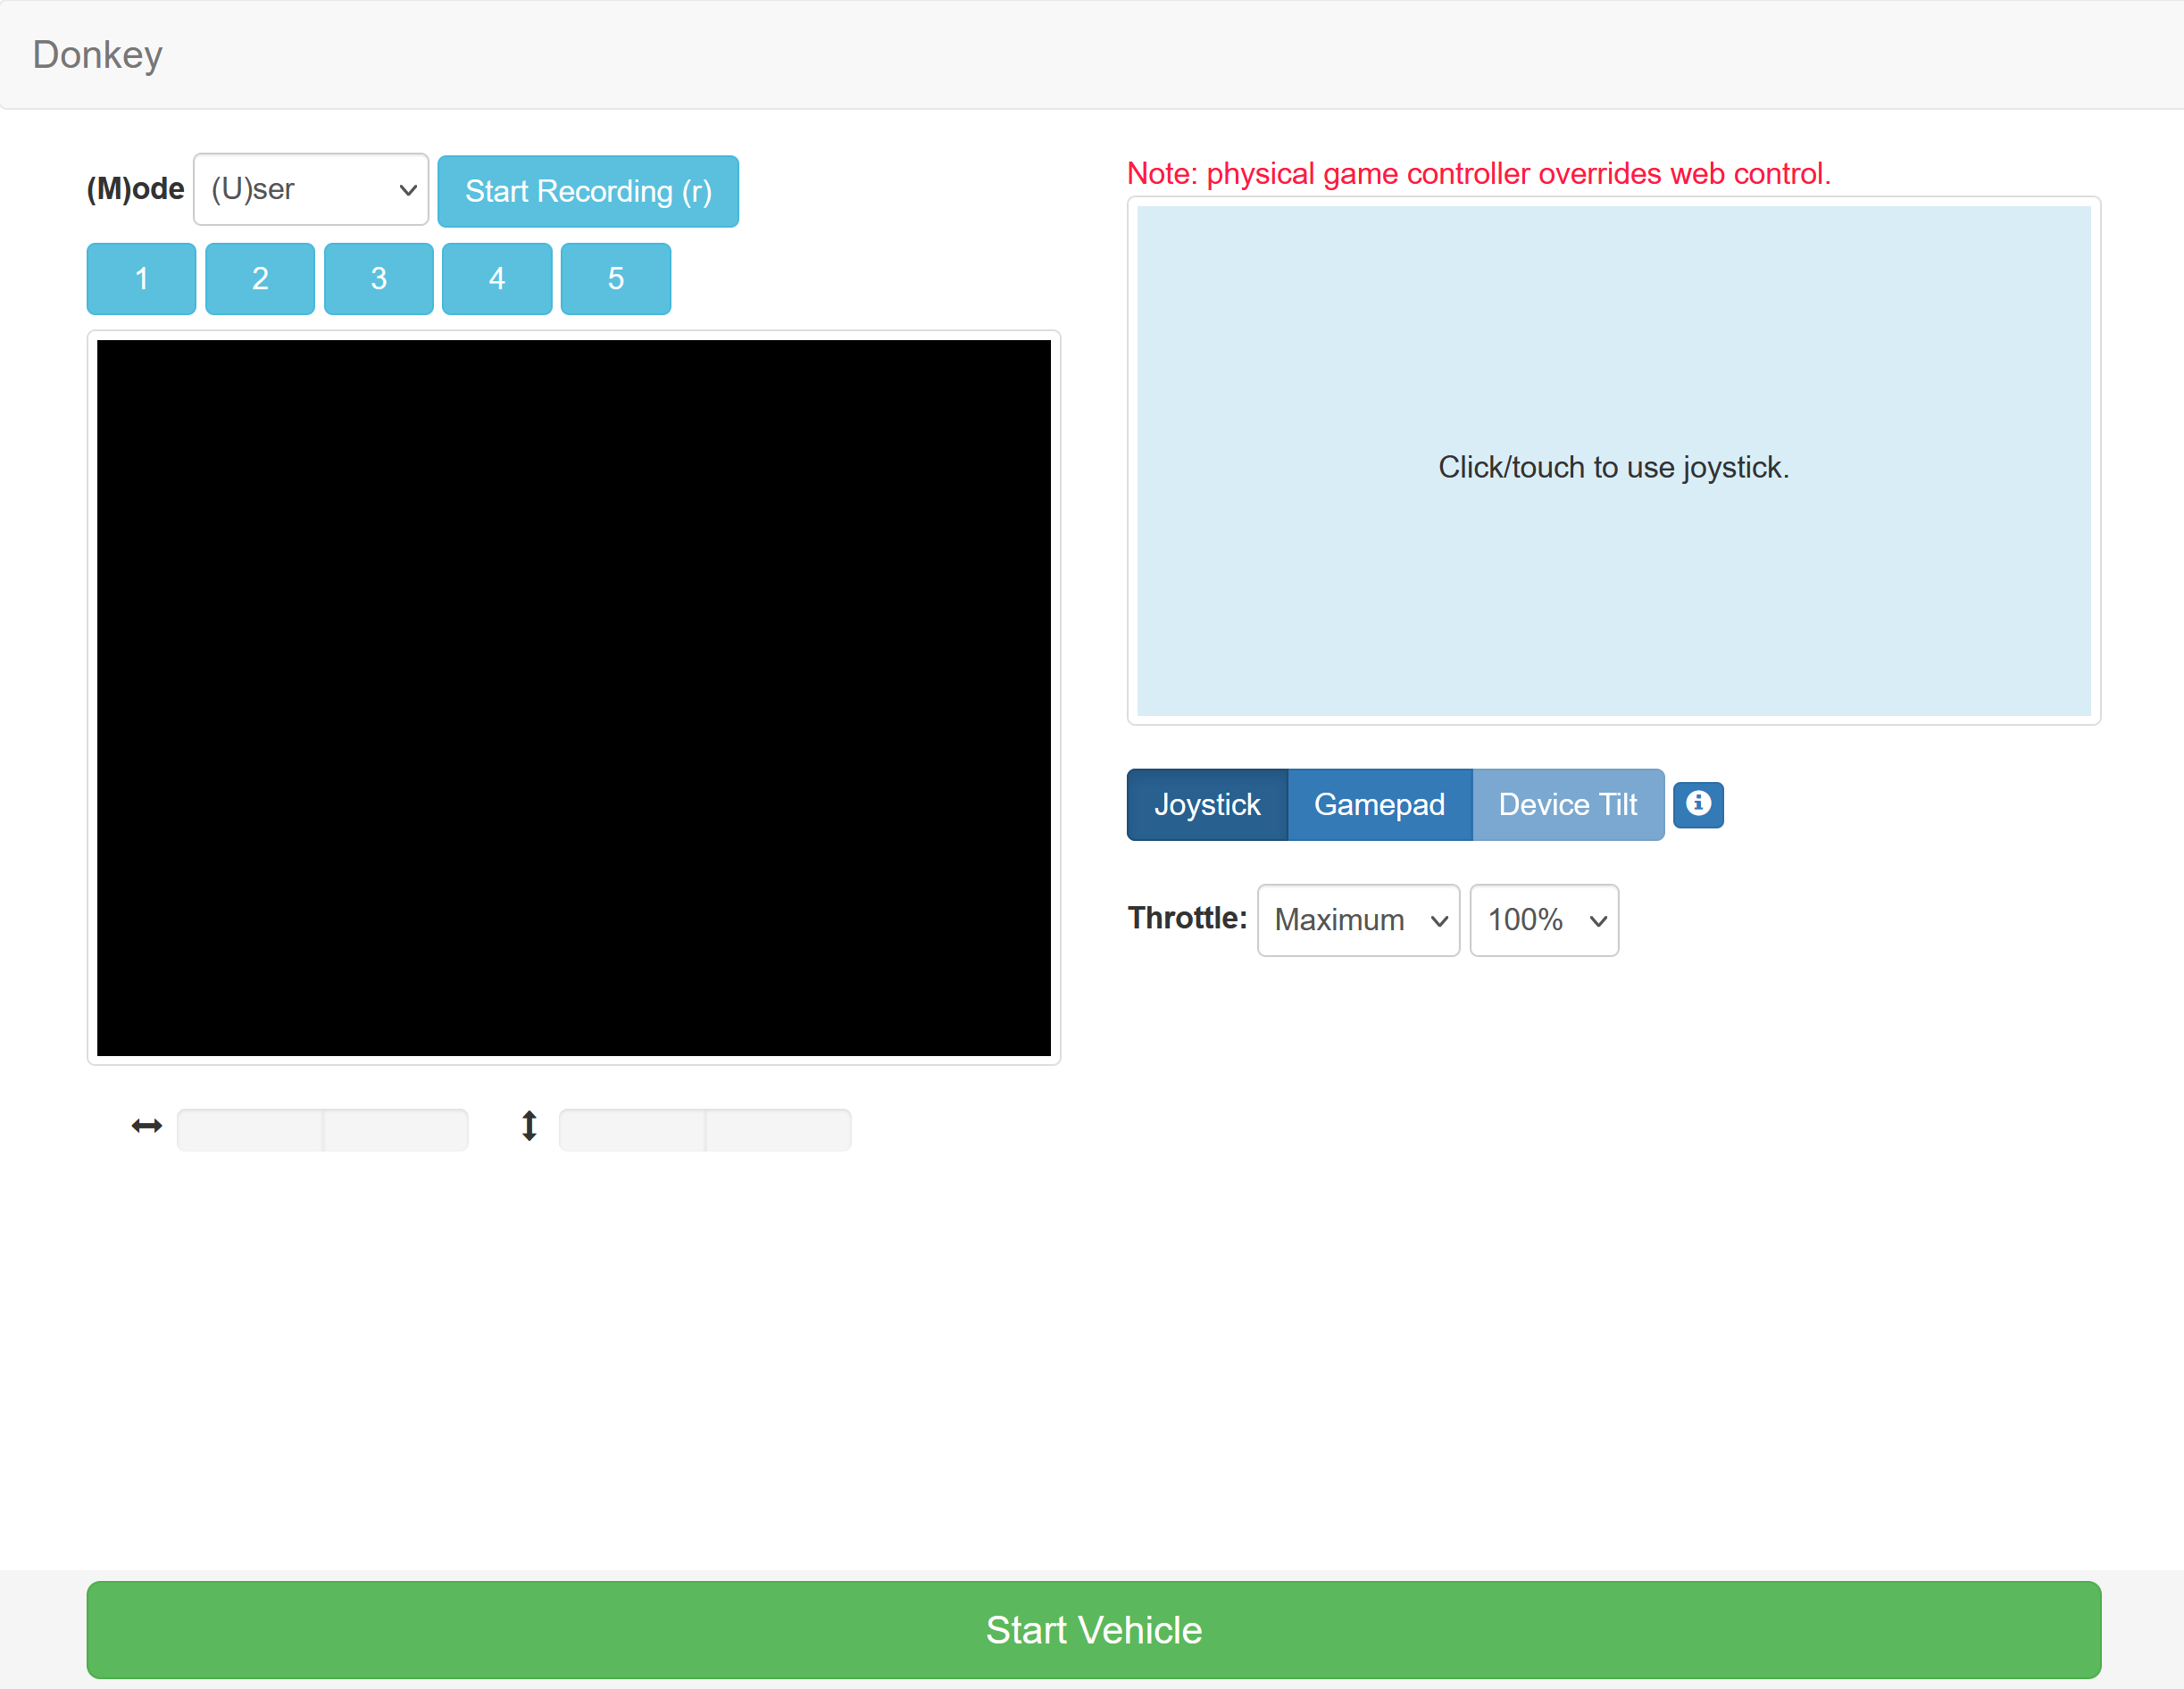 Donkey
(M)ode (U)ser Start Recording (r)
1 2 3 4 5
Note: physical game controller overrides web control.
Click/touch to use joystick.
Joystick Gamepad Device Tilt
Throttle: Maximum 100%
Start Vehicle